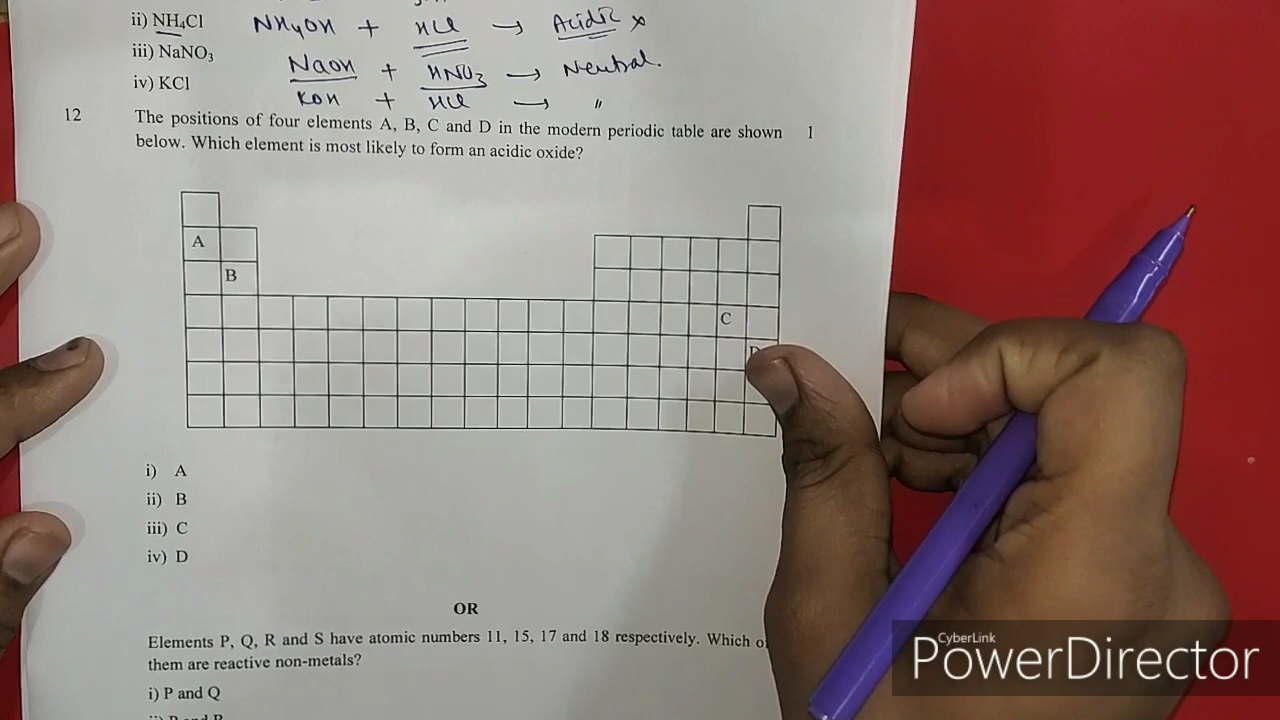 ii) NH₄Cl NH₄OH + HCl → Acidic ×
iii) NaNO₃ NaOH + HNO₃ → Neutral.
iv) KCl KOH + HCl → "
12 The positions of four elements A, B, C and D in the modern periodic table are shown 1
below. Which element is most likely to form an acidic oxide?
A
B
C
D
i) A
ii) B
iii) C
iv) D
OR
Elements P, Q, R and S have atomic numbers 11, 15, 17 and 18 respectively. Which
them are reactive non-metals?
i) P and Q
CyberLink
PowerDirector